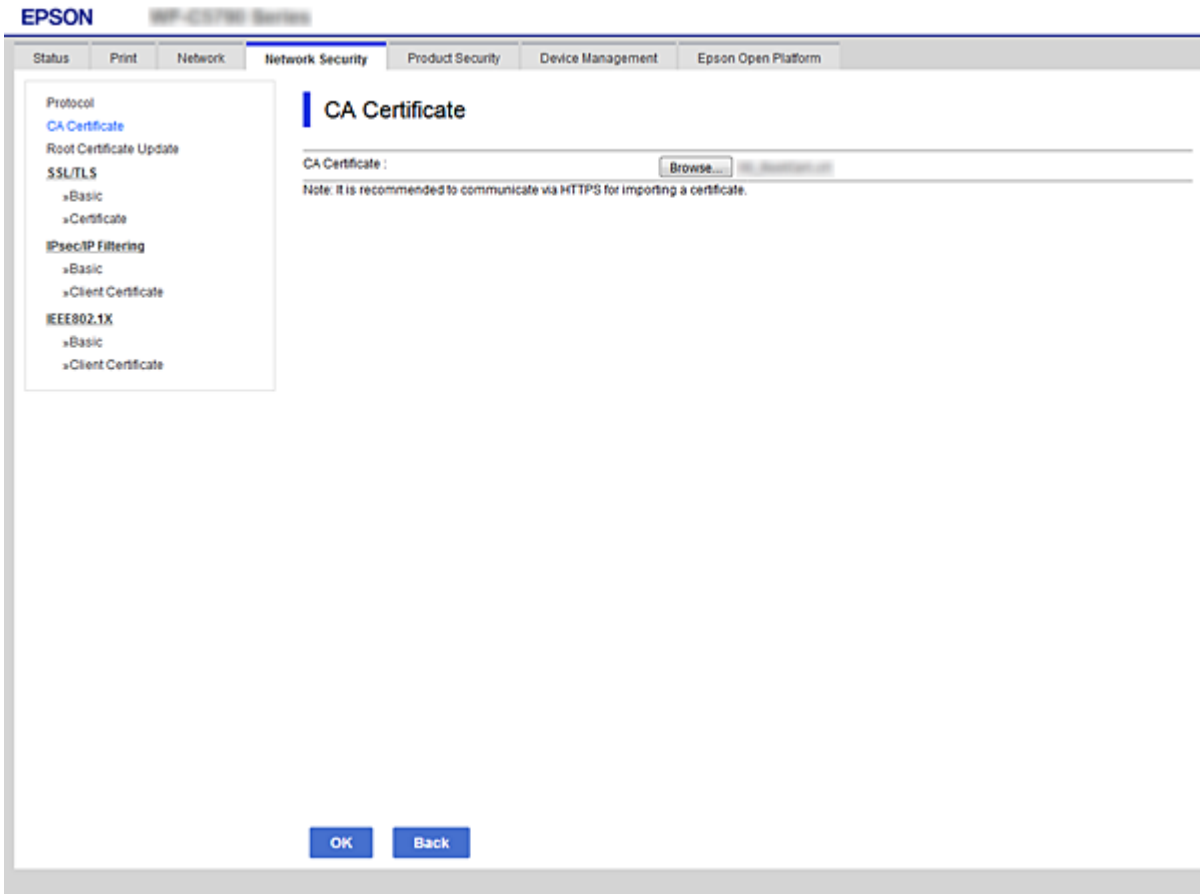 EPSON
Status Print Network Network Security Product Security Device Management Epson Open Platform
Protocol
CA Certificate
Root Certificate Update
SSL/TLS
»Basic
»Certificate
IPsec/IP Filtering
»Basic
»Client Certificate
IEEE802.1X
»Basic
»Client Certificate
CA Certificate
CA Certificate : Browse...
Note: It is recommended to communicate via HTTPS for importing a certificate.
OK Back